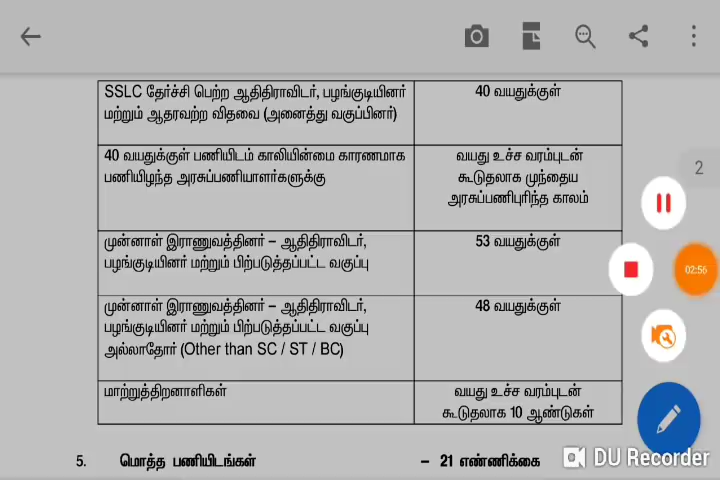 SSLC தேர்ச்சி பெற்ற ஆதிதிராவிடர், பழங்குடியினர்
மற்றும் ஆதரவற்ற விதவை (அனைத்து வகுப்பினர்)
40 வயதுக்குள்
40 வயதுக்குள் பணியிடம் காலியின்மை காரணமாக
பணியிழந்த அரசுப்பணியாளர்களுக்கு
வயது உச்ச வரம்புடன்
கூடுதலாக முந்தைய
அரசுப்பணிபுரிந்த காலம்
முன்னாள் இராணுவத்தினர் – ஆதிதிராவிடர்,
பழங்குடியினர் மற்றும் பிற்படுத்தப்பட்ட வகுப்பு
53 வயதுக்குள்
முன்னாள் இராணுவத்தினர் – ஆதிதிராவிடர்,
பழங்குடியினர் மற்றும் பிற்படுத்தப்பட்ட வகுப்பு
அல்லாதோர் (Other than SC / ST / BC)
48 வயதுக்குள்
மாற்றுத்திறனாளிகள்
வயது உச்ச வரம்புடன்
கூடுதலாக 10 ஆண்டுகள்
5. மொத்த பணியிடங்கள் – 21 எண்ணிக்கை
2
02:56
DU Recorder